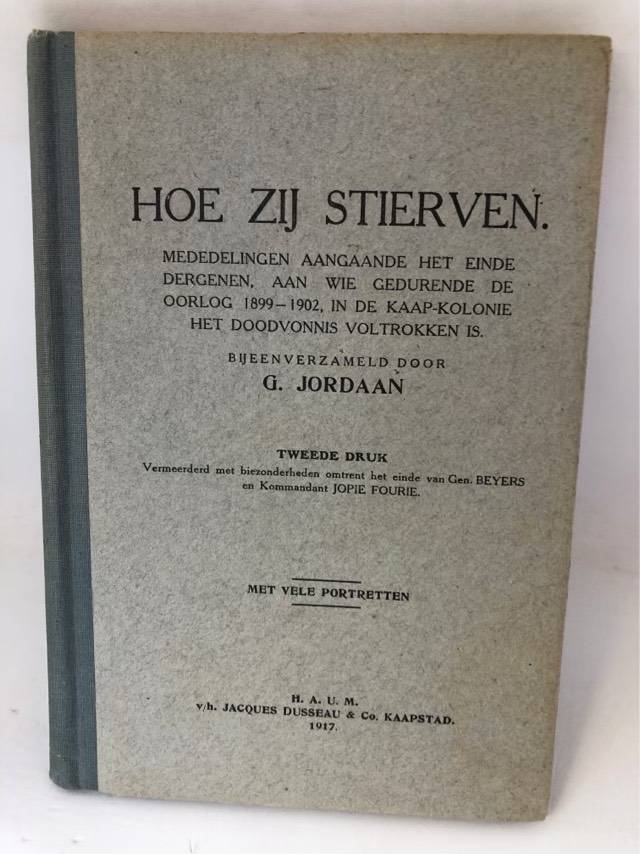 HOE ZIJ STIERVEN.
MEDEDELINGEN AANGAANDE HET EINDE
DERGENEN, AAN WIE GEDURENDE DE
OORLOG 1899–1902, IN DE KAAP-KOLONIE
HET DOODVONNIS VOLTROKKEN IS.
BIJEENVERZAMELD DOOR
G. JORDAAN
TWEEDE DRUK
Vermeerderd met biezonderheden omtrent het einde van Gen. BEYERS
en Kommandant JOPIE FOURIE.
MET VELE PORTRETTEN
H. A. U. M.
v/h. JACQUES DUSSEAU & Co. KAAPSTAD.
1917.